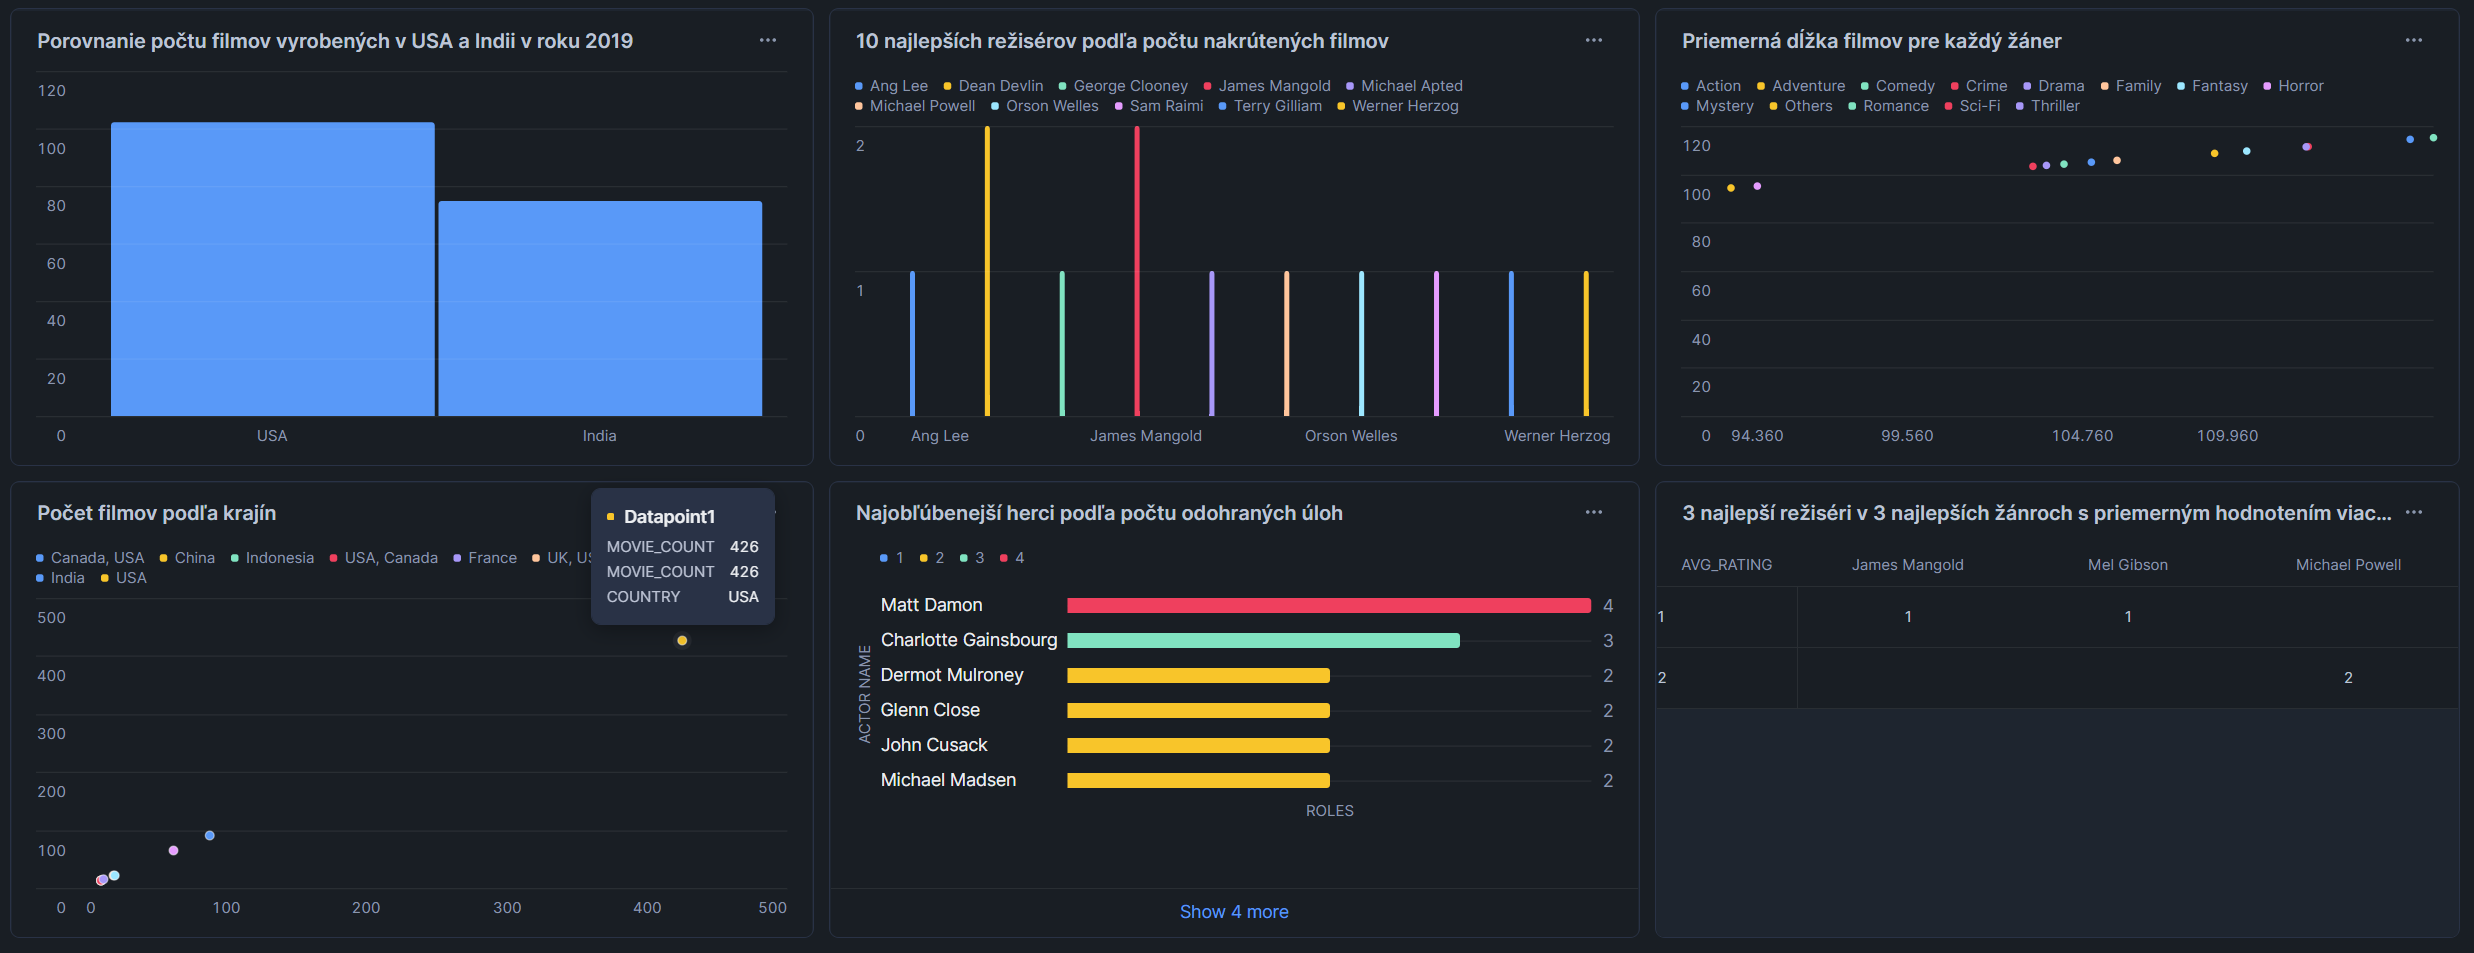 Porovnanie počtu filmov vyrobených v USA a Indii v roku 2019
120
100
80
60
40
20
0
USA India
10 najlepších režisérov podľa počtu nakrútených filmov
Ang Lee Dean Devlin George Clooney James Mangold Michael Apted
Michael Powell Orson Welles Sam Raimi Terry Gilliam Werner Herzog
2
1
0 Ang Lee James Mangold Orson Welles Werner Herzog
Priemerná dĺžka filmov pre každý žáner
Action Adventure Comedy Crime Drama Family Fantasy Horror
Mystery Others Romance Sci-Fi Thriller
120
100
80
60
40
20
0 94.360 99.560 104.760 109.960
Počet filmov podľa krajín
Canada, USA China Indonesia USA, Canada France UK, US
India USA
Datapoint1
MOVIE_COUNT 426
MOVIE_COUNT 426
COUNTRY USA
500
400
300
200
100
0 0 100 200 300 400 500
Najobľúbenejší herci podľa počtu odohraných úloh
1 2 3 4
ACTOR NAME
Matt Damon 4
Charlotte Gainsbourg 3
Dermot Mulroney 2
Glenn Close 2
John Cusack 2
Michael Madsen 2
ROLES
Show 4 more
3 najlepší režiséri v 3 najlepších žánroch s priemerným hodnotením viac...
AVG_RATING James Mangold Mel Gibson Michael Powell
1 1 1
2 2